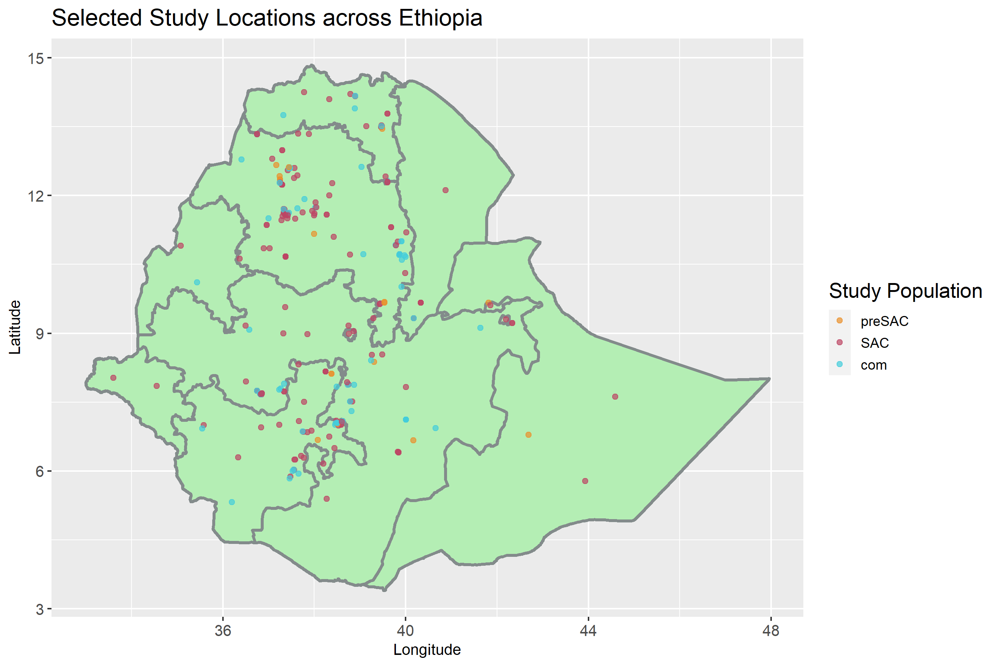 Selected Study Locations across Ethiopia
15
12
9
6
3
Latitude
36
40
44
48
Longitude
Study Population
preSAC
SAC
com